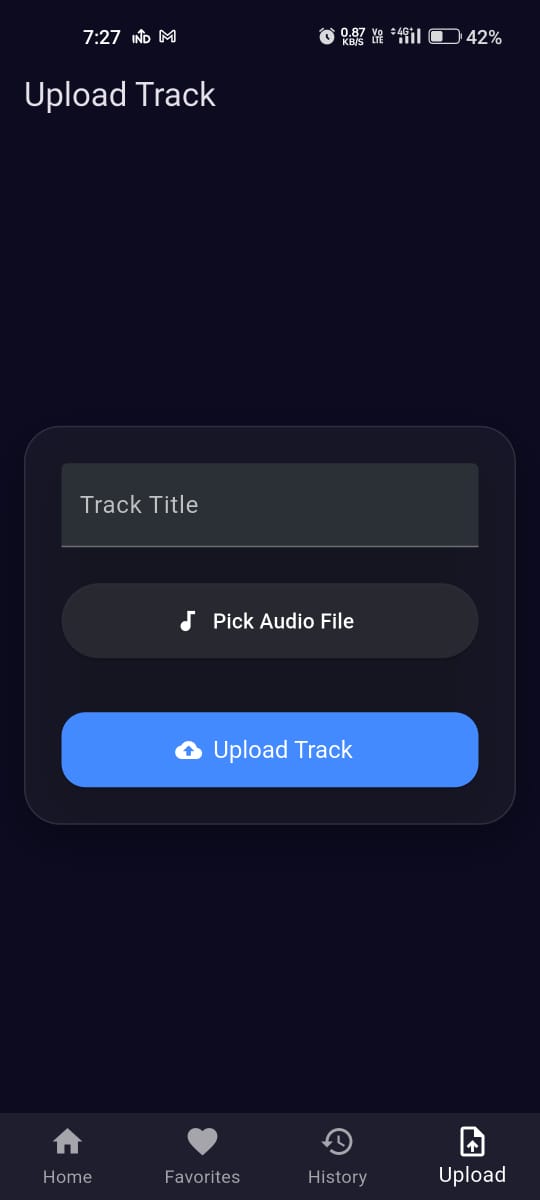 7:27 IND 0.87 KB/S Vo LTE 4G+ 42%
Upload Track
Track Title
Pick Audio File
Upload Track
Home Favorites History Upload